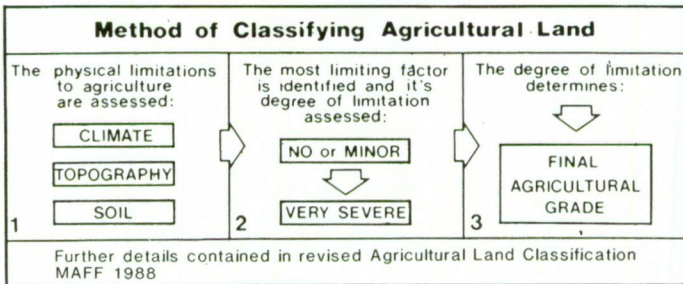 Method of Classifying Agricultural Land
The physical limitations
to agriculture
are assessed:
CLIMATE
TOPOGRAPHY
SOIL
1
The most limiting factor
is identified and it's
degree of limitation
assessed:
NO or MINOR
VERY SEVERE
2
The degree of limitation
determines:
FINAL
AGRICULTURAL
GRADE
3
Further details contained in revised Agricultural Land Classification
MAFF 1988